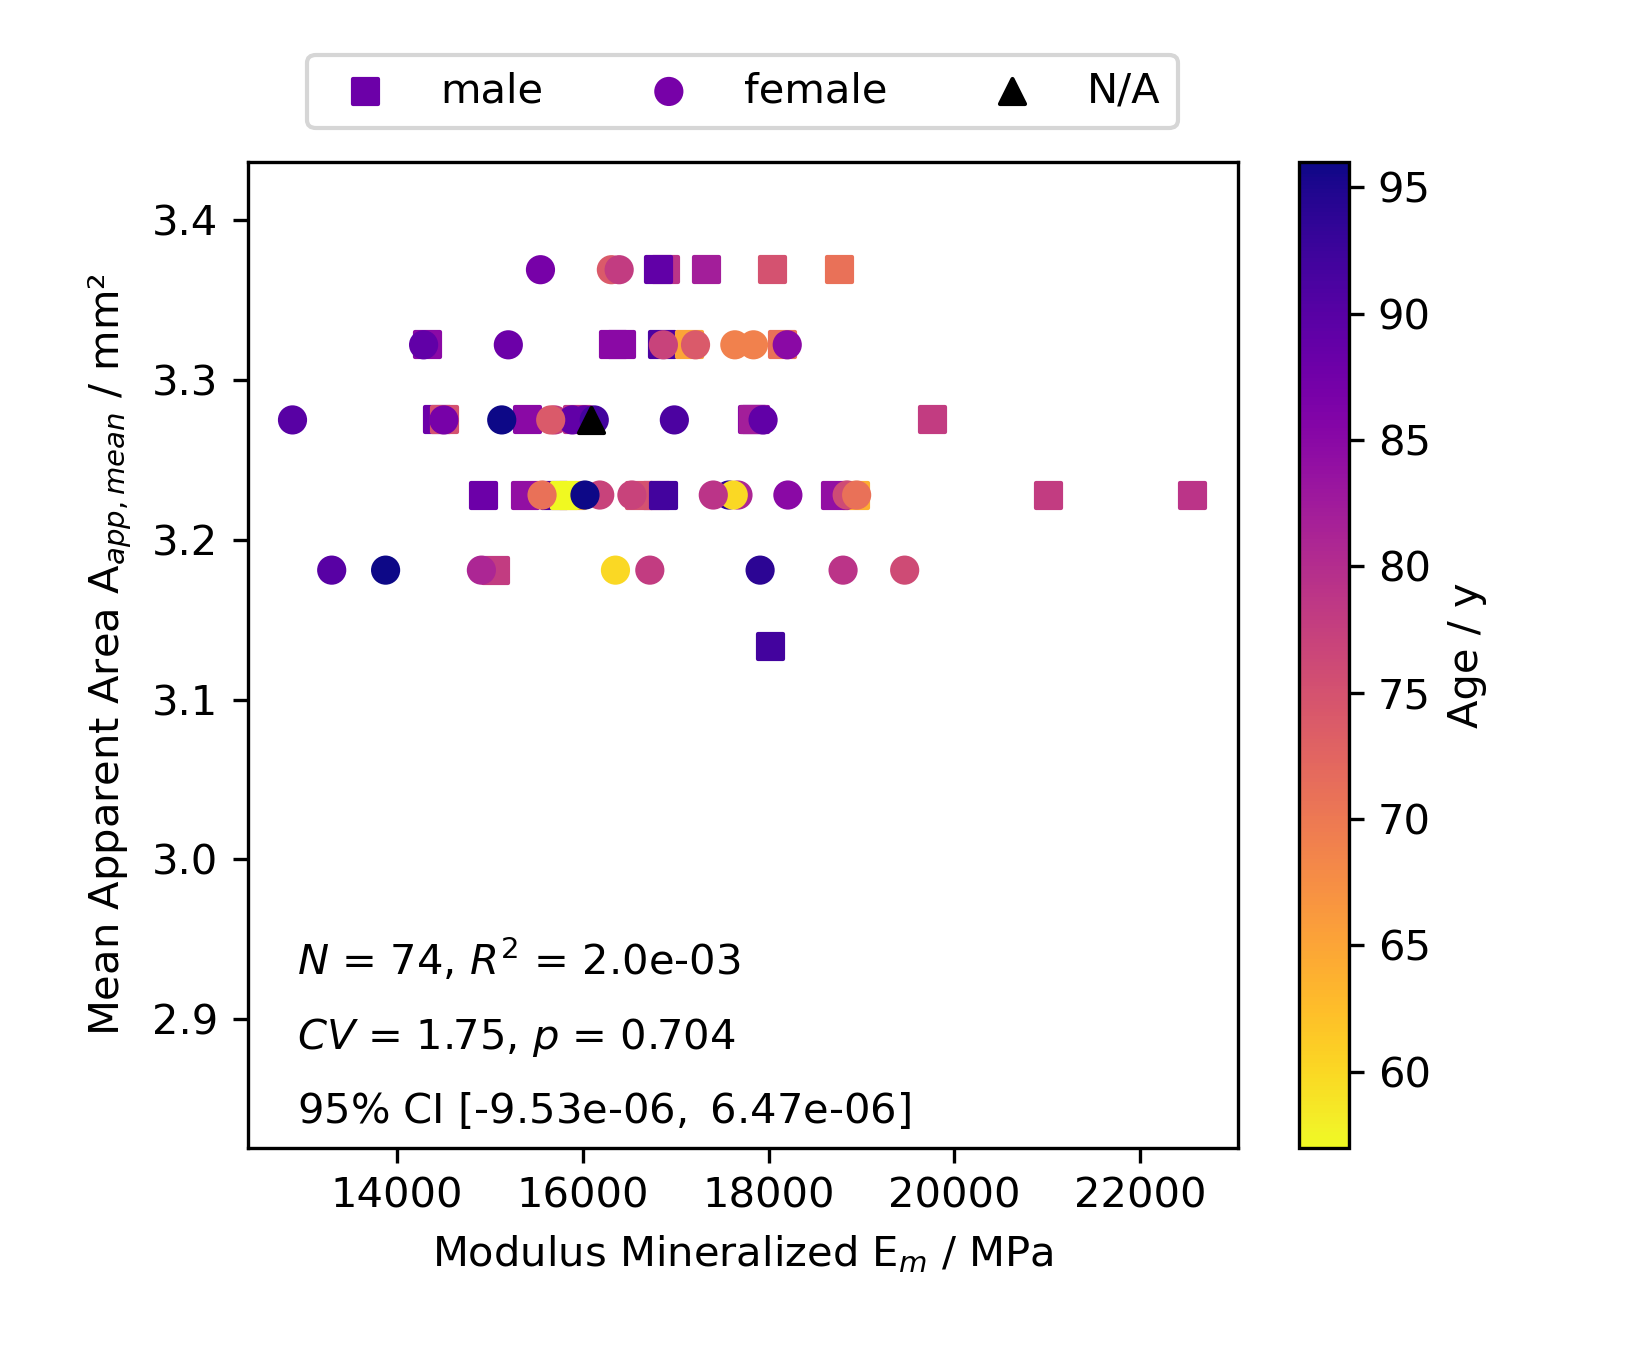 male female N/A
3.4
3.3
3.2
3.1
3.0
2.9
Mean Apparent Area A_app,mean / mm²
N = 74, R² = 2.0e-03
CV = 1.75, p = 0.704
95% CI [-9.53e-06, 6.47e-06]
14000 16000 18000 20000 22000
Modulus Mineralized E_m / MPa
95
90
85
80
75
70
65
60
Age / y